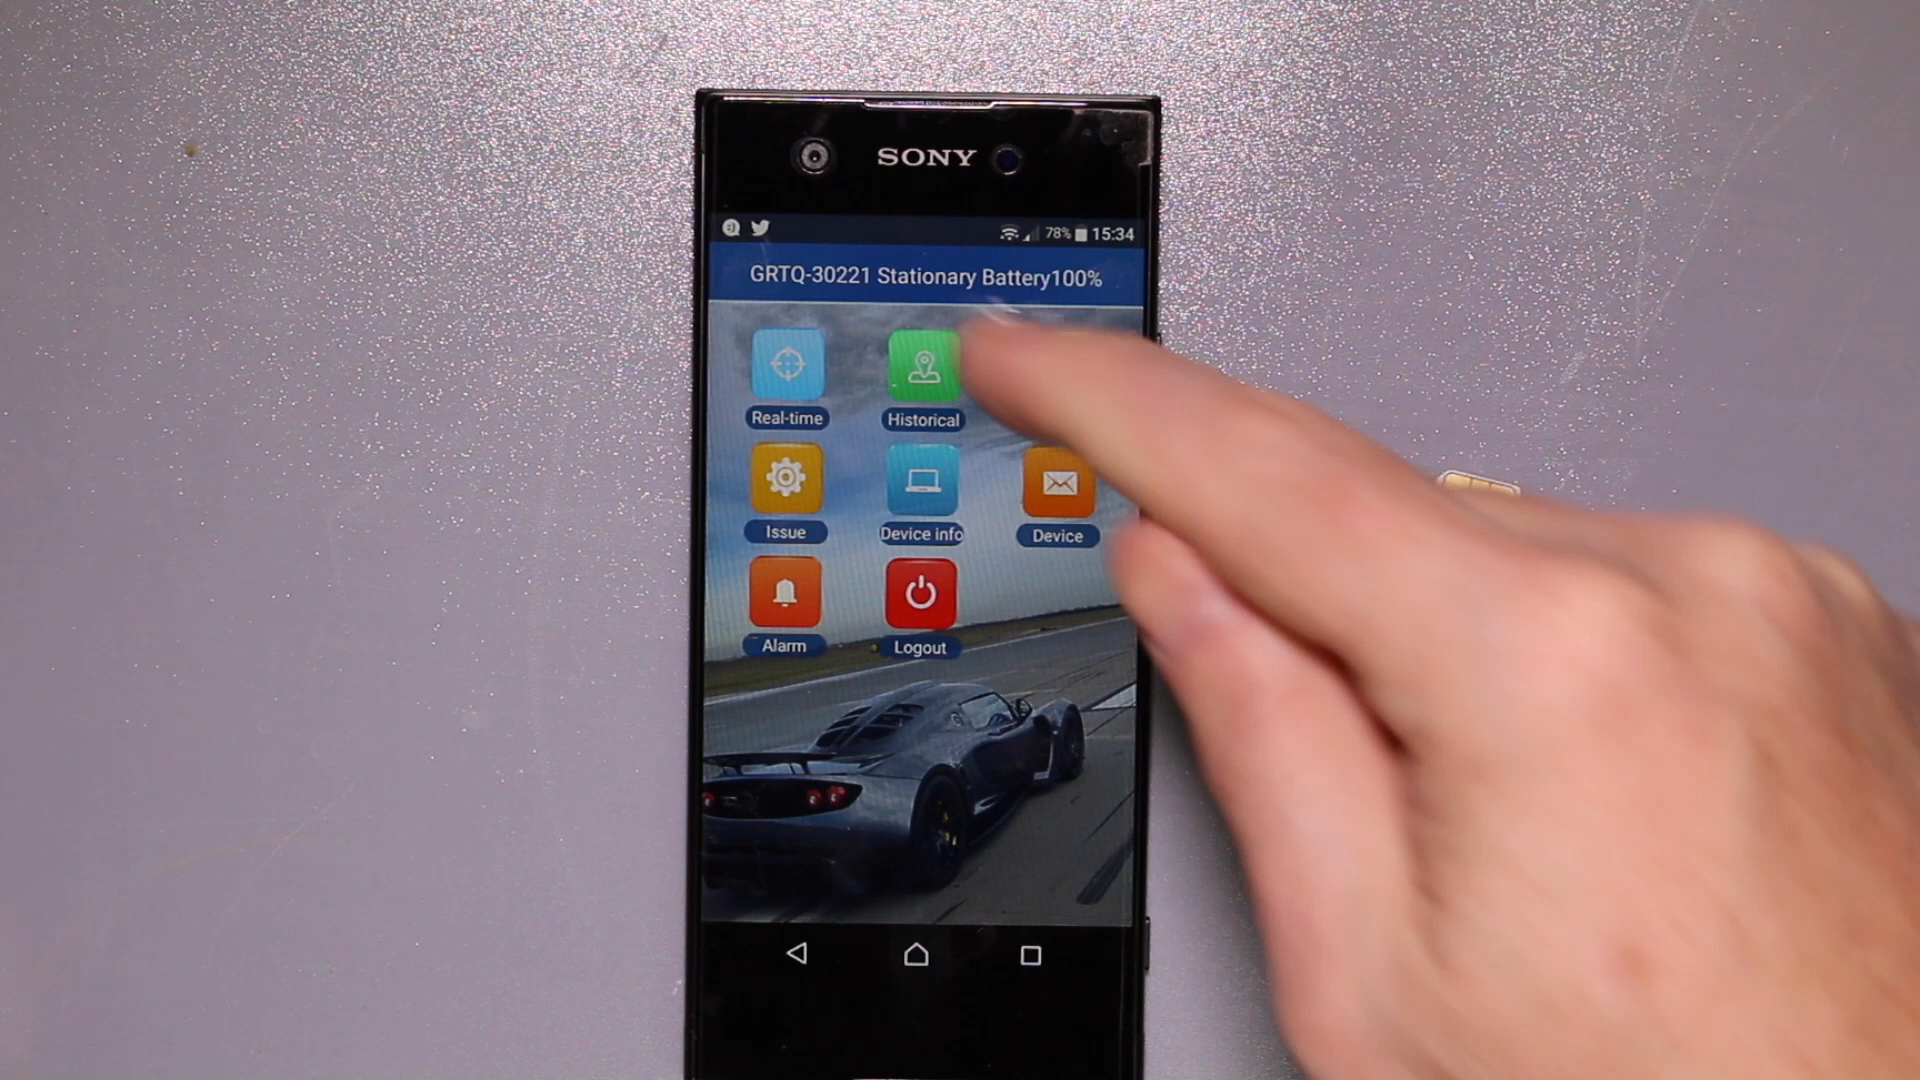 SONY
78% 15:34
GRTQ-30221 Stationary Battery100%
Real-time
Historical
Issue
Device info
Device
Alarm
Logout